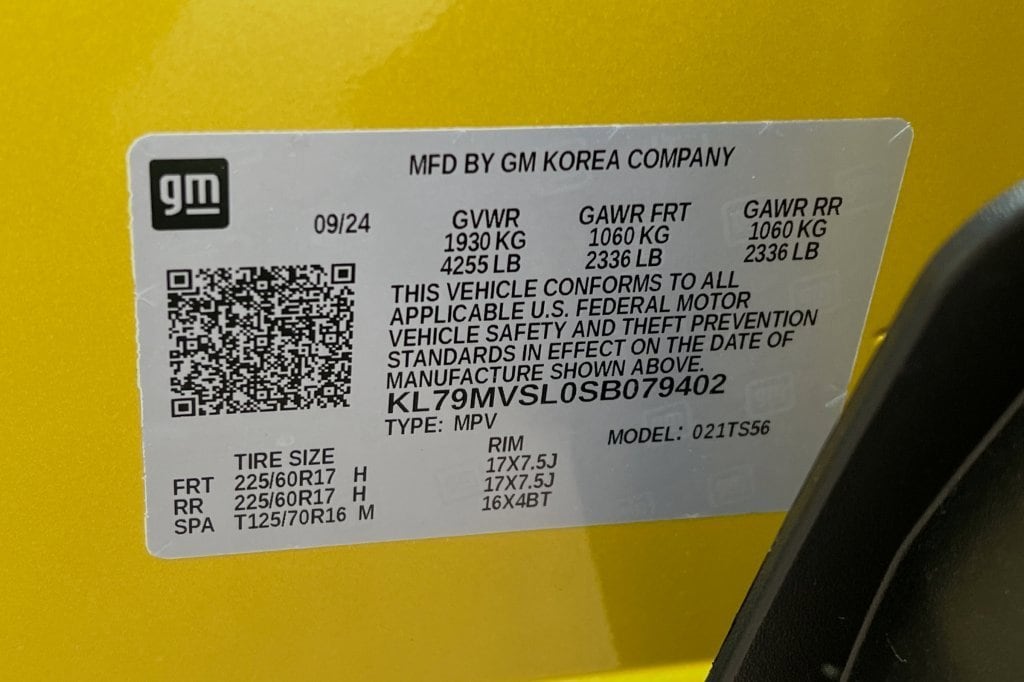 MFD BY GM KOREA COMPANY
gm
09/24 GVWR GAWR FRT GAWR RR
1930 KG 1060 KG 1060 KG
4255 LB 2336 LB 2336 LB
THIS VEHICLE CONFORMS TO ALL
APPLICABLE U.S. FEDERAL MOTOR
VEHICLE SAFETY AND THEFT PREVENTION
STANDARDS IN EFFECT ON THE DATE OF
MANUFACTURE SHOWN ABOVE.
KL79MVSL0SB079402
TYPE: MPV MODEL: 021TS56
TIRE SIZE RIM
FRT 225/60R17 H 17X7.5J
RR 225/60R17 H 17X7.5J
SPA T125/70R16 M 16X4BT